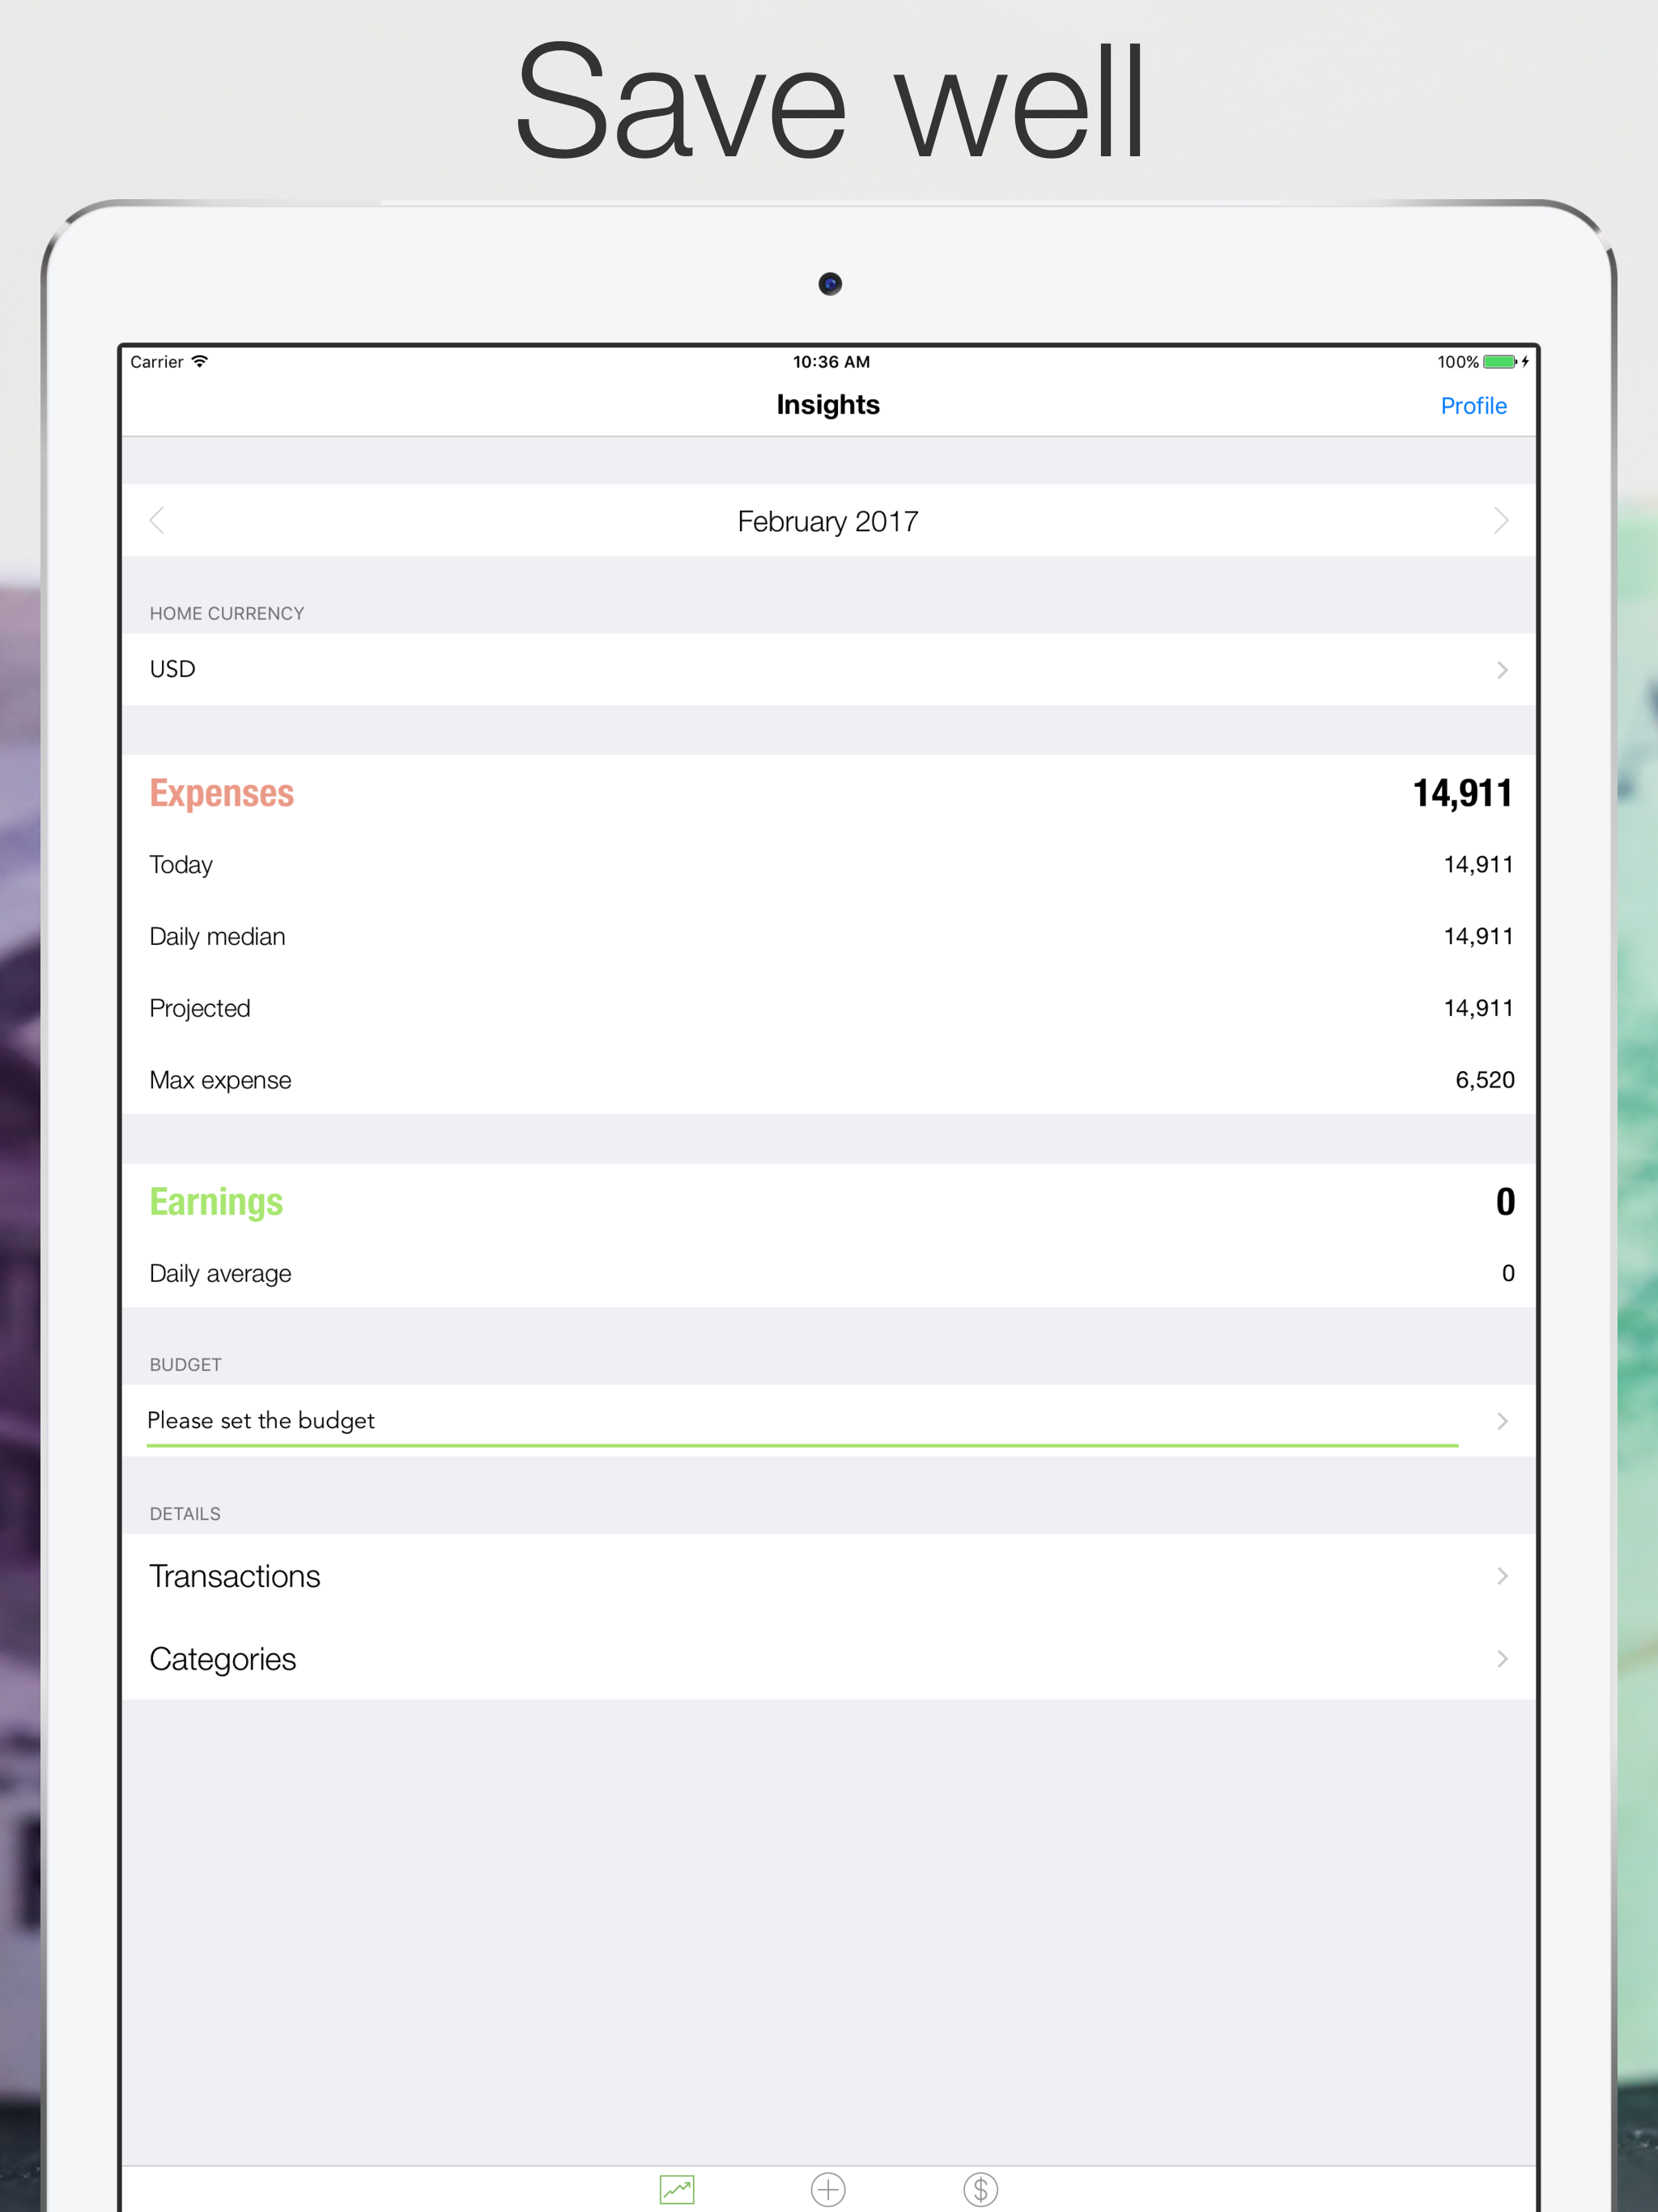 Save well
Carrier 10:36 AM 100%
Insights Profile
February 2017
HOME CURRENCY
USD
Expenses 14,911
Today 14,911
Daily median 14,911
Projected 14,911
Max expense 6,520
Earnings 0
Daily average 0
BUDGET
Please set the budget
DETAILS
Transactions
Categories